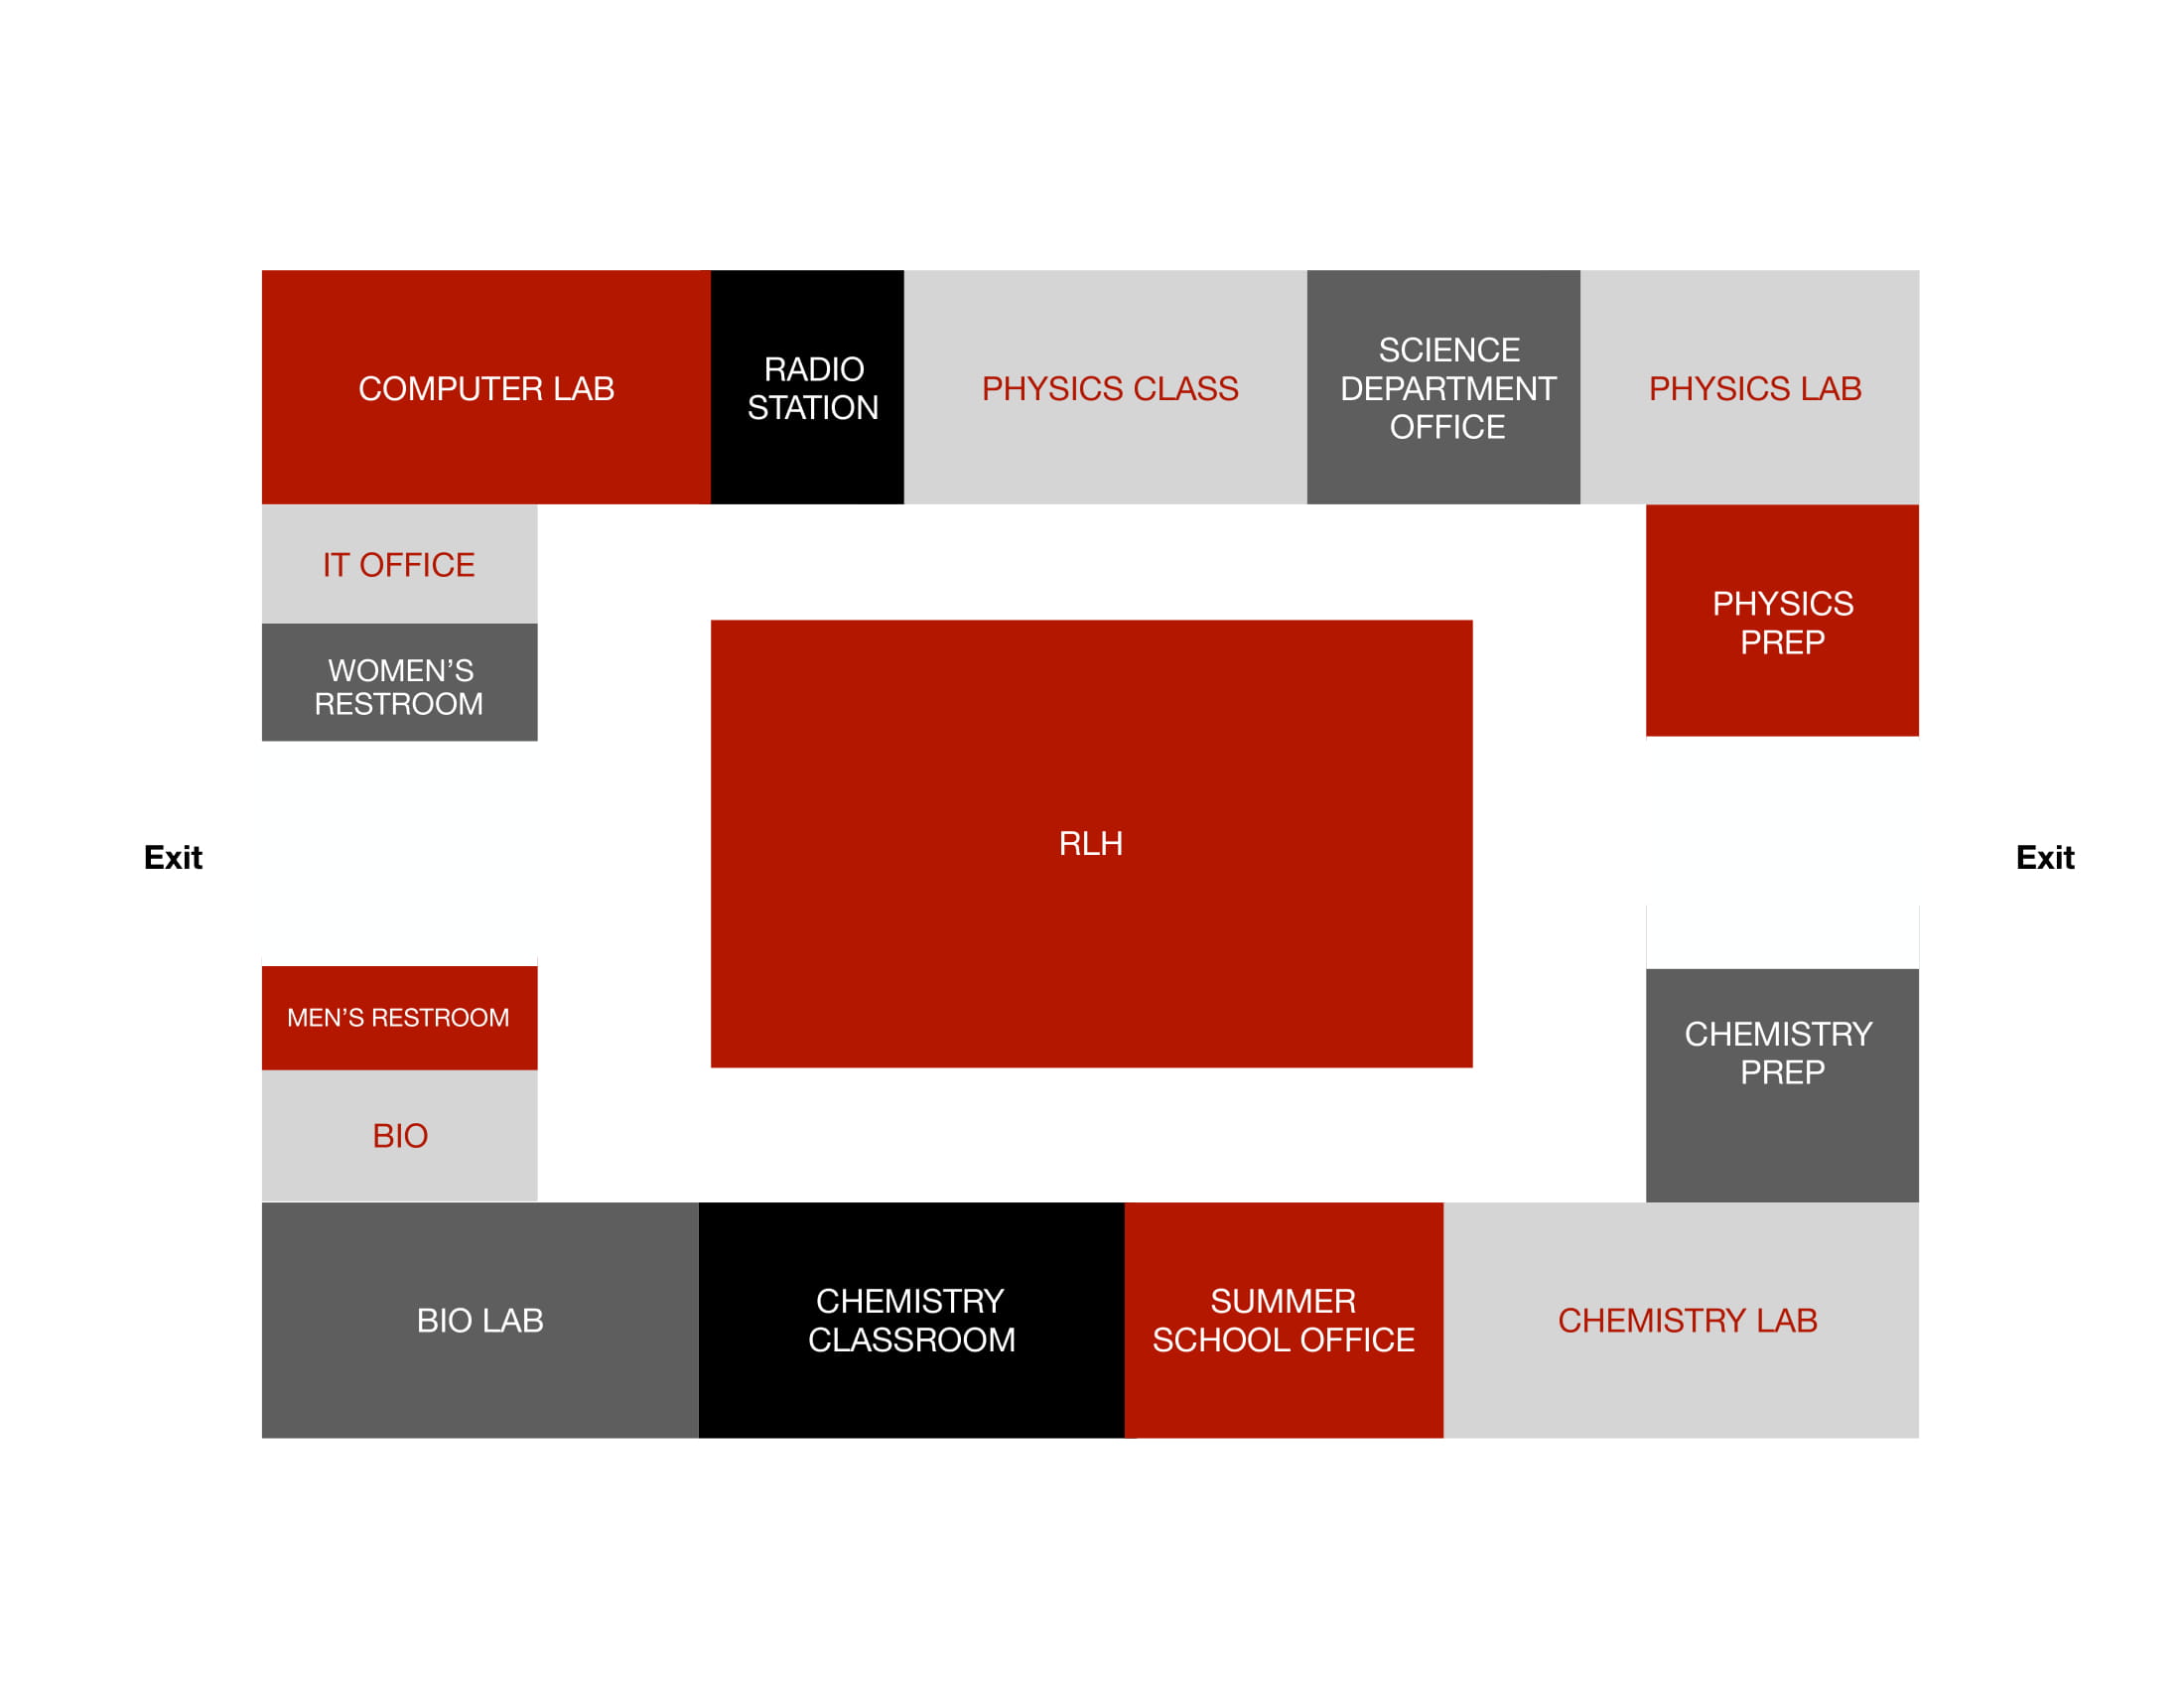 COMPUTER LAB
RADIO
STATION
PHYSICS CLASS
SCIENCE
DEPARTMENT
OFFICE
PHYSICS LAB
IT OFFICE
WOMEN’S
RESTROOM
PHYSICS
PREP
RLH
Exit
Exit
MEN’S RESTROOM
BIO
CHEMISTRY
PREP
BIO LAB
CHEMISTRY
CLASSROOM
SUMMER
SCHOOL OFFICE
CHEMISTRY LAB